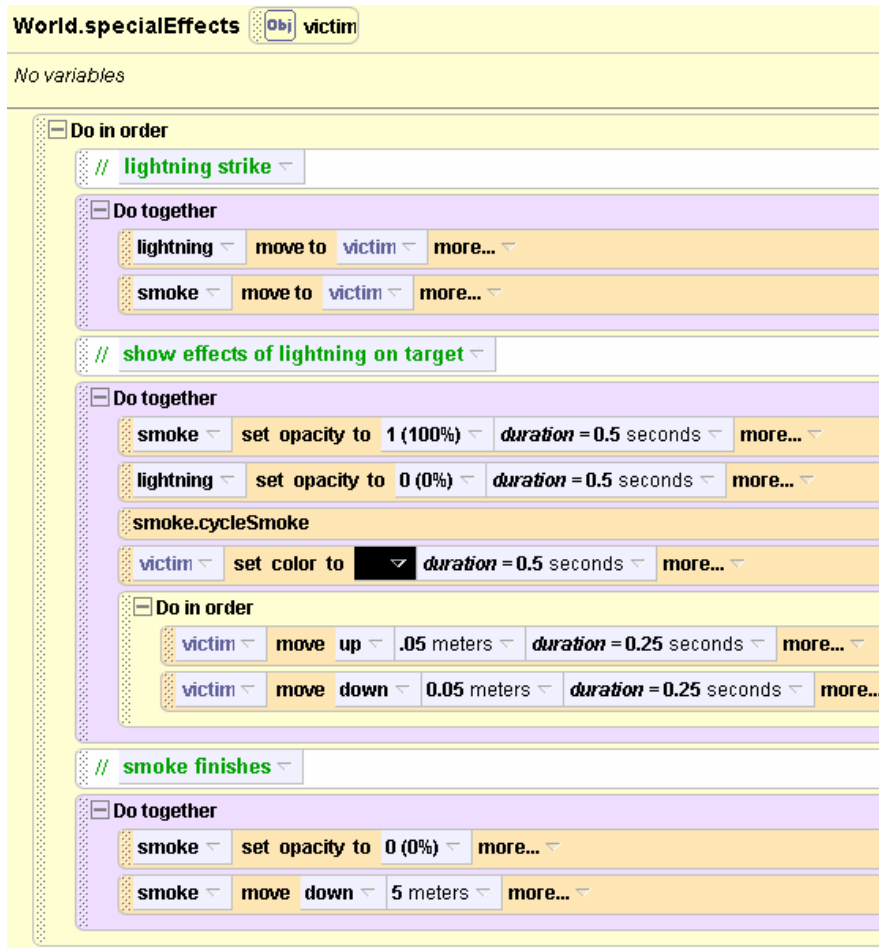 World.specialEffects Obj victim
No variables
Do in order
// lightning strike
Do together
lightning move to victim more...
smoke move to victim more...
// show effects of lightning on target
Do together
smoke set opacity to 1 (100%) duration = 0.5 seconds more...
lightning set opacity to 0 (0%) duration = 0.5 seconds more...
smoke.cycleSmoke
victim set color to duration = 0.5 seconds more...
Do in order
victim move up .05 meters duration = 0.25 seconds more...
victim move down 0.05 meters duration = 0.25 seconds more..
// smoke finishes
Do together
smoke set opacity to 0 (0%) more...
smoke move down 5 meters more...